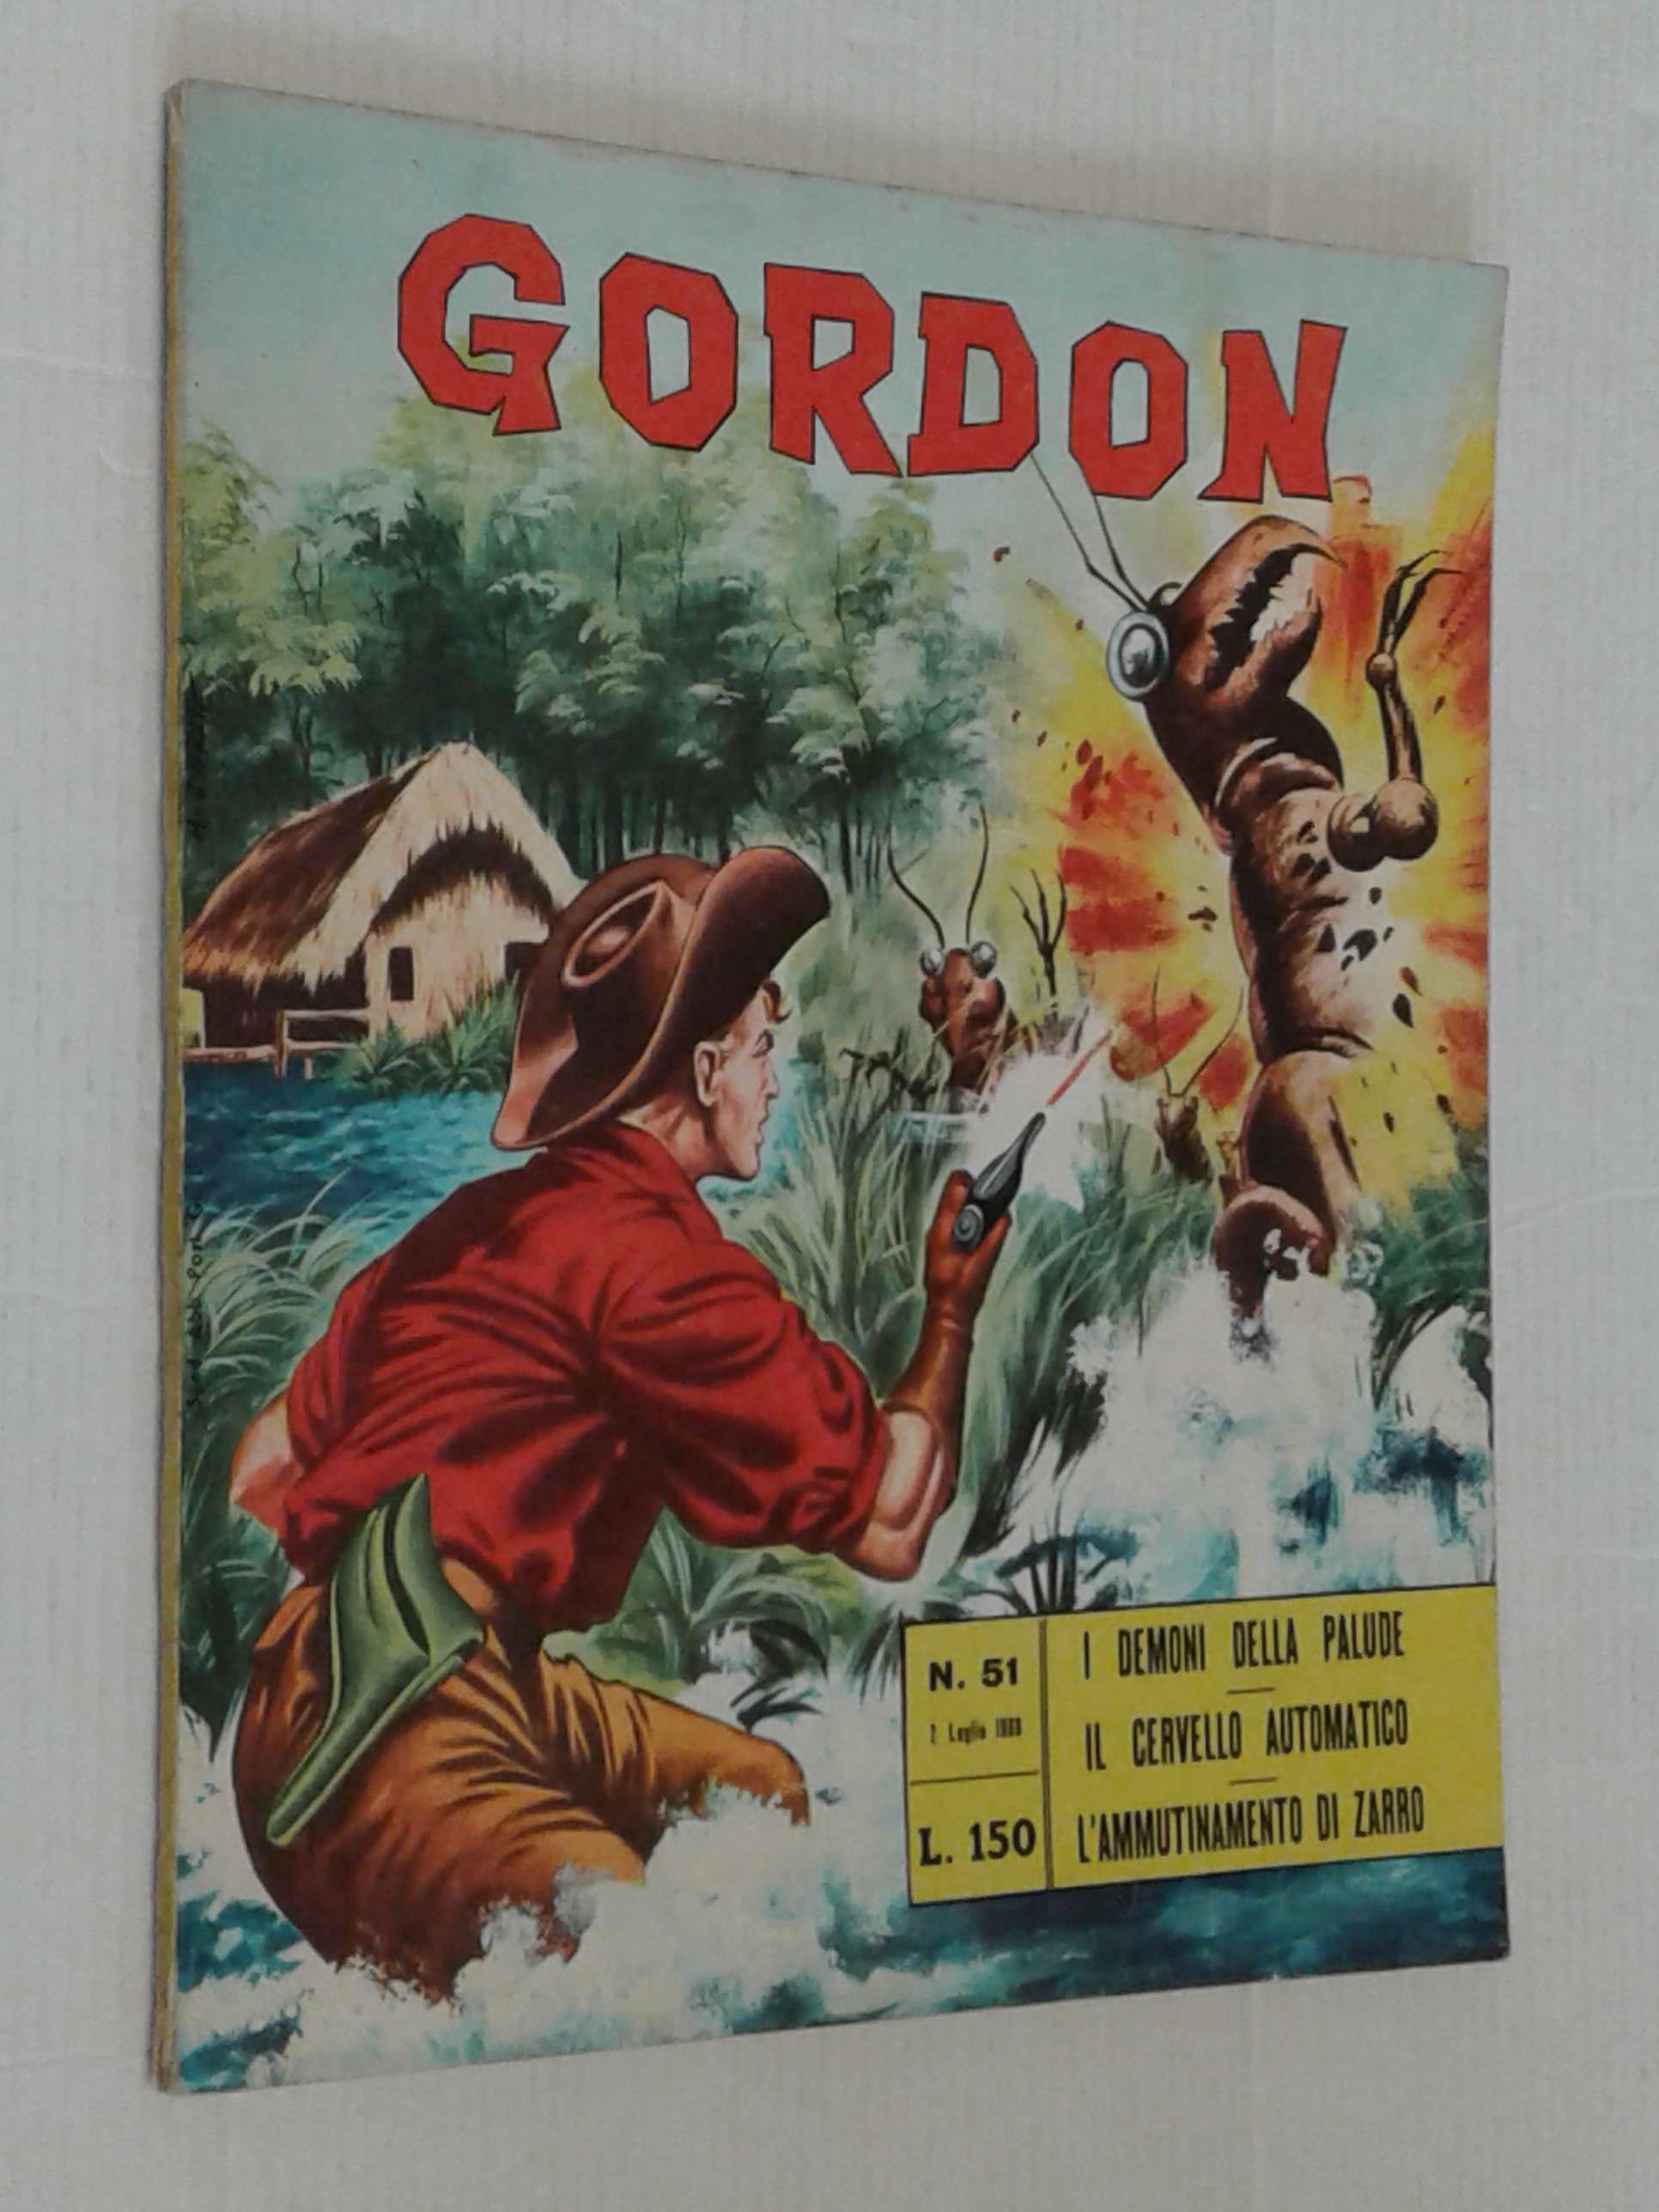 GORDON
N. 51
I DEMONI DELLA PALUDE
IL CERVELLO AUTOMATICO
L. 150
L'AMMUTINAMENTO DI ZARRO